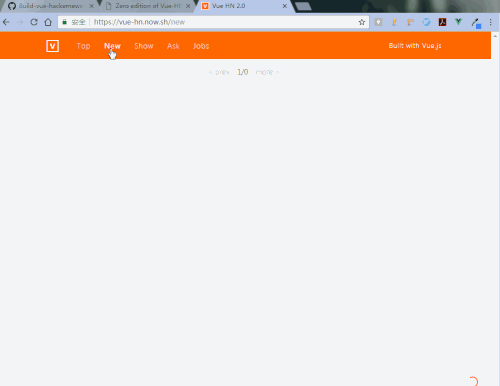 Build-vue-hackernews
Zero edition of Vue-HN
Vue HN 2.0
安全 https://vue-hn.now.sh/new
V Top New Show Ask Jobs Built with Vue.js
< prev 1/0 more >